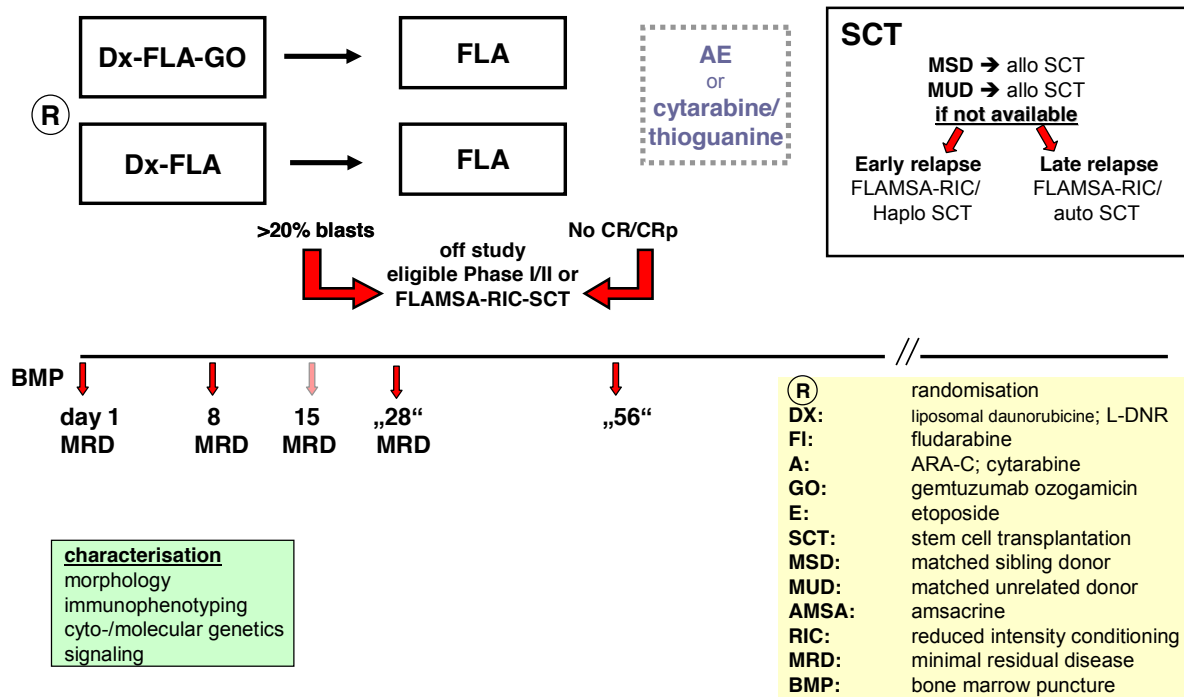 Dx-FLA-GO
FLA
R
Dx-FLA
FLA
AE
or
cytarabine/
thioguanine
SCT
MSD ➔ allo SCT
MUD ➔ allo SCT
if not available
Early relapse
FLAMSA-RIC/
Haplo SCT
Late relapse
FLAMSA-RIC/
auto SCT
>20% blasts
No CR/CRp
off study
eligible Phase I/II or
FLAMSA-RIC-SCT
BMP
day 1
MRD
8
MRD
15
MRD
„28“
MRD
„56“
R randomisation
DX: liposomal daunorubicine; L-DNR
Fl: fludarabine
A: ARA-C; cytarabine
GO: gemtuzumab ozogamicin
E: etoposide
SCT: stem cell transplantation
MSD: matched sibling donor
MUD: matched unrelated donor
AMSA: amsacrine
RIC: reduced intensity conditioning
MRD: minimal residual disease
BMP: bone marrow puncture
characterisation
morphology
immunophenotyping
cyto-/molecular genetics
signaling